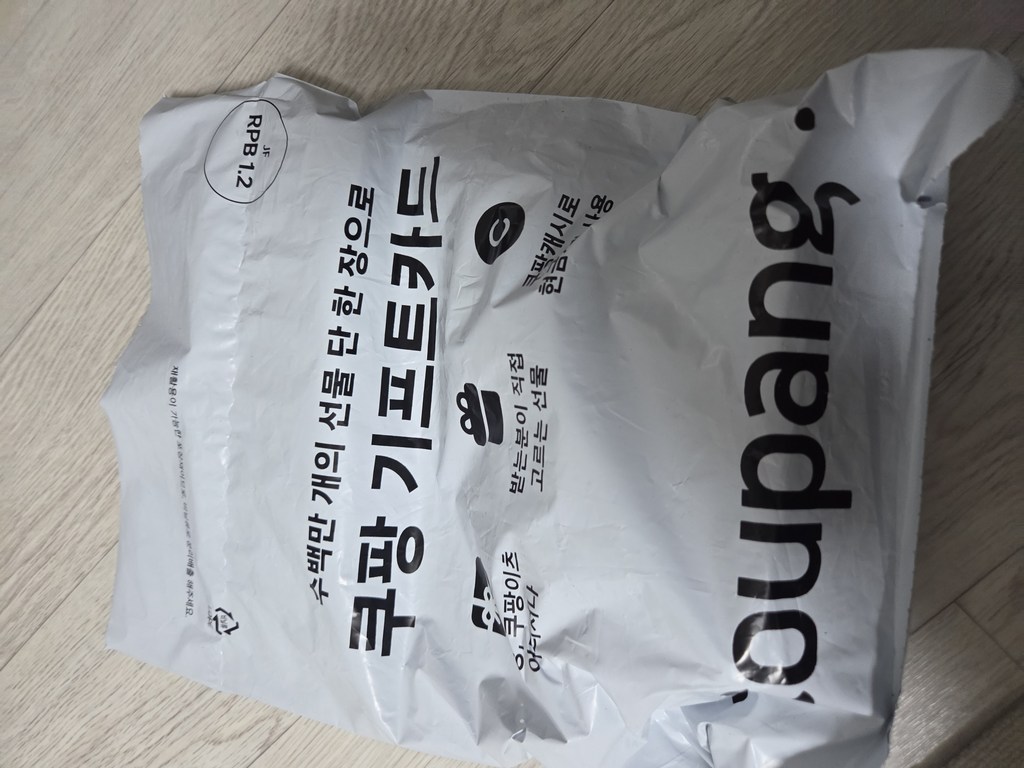 JF
RPB 1.2
수백만 개의 선물 단 한 장으로
쿠팡 기프트카드
쿠팡이츠
받는분이 직접
고르는 선물
쿠팡캐시로
현금
사용
coupang